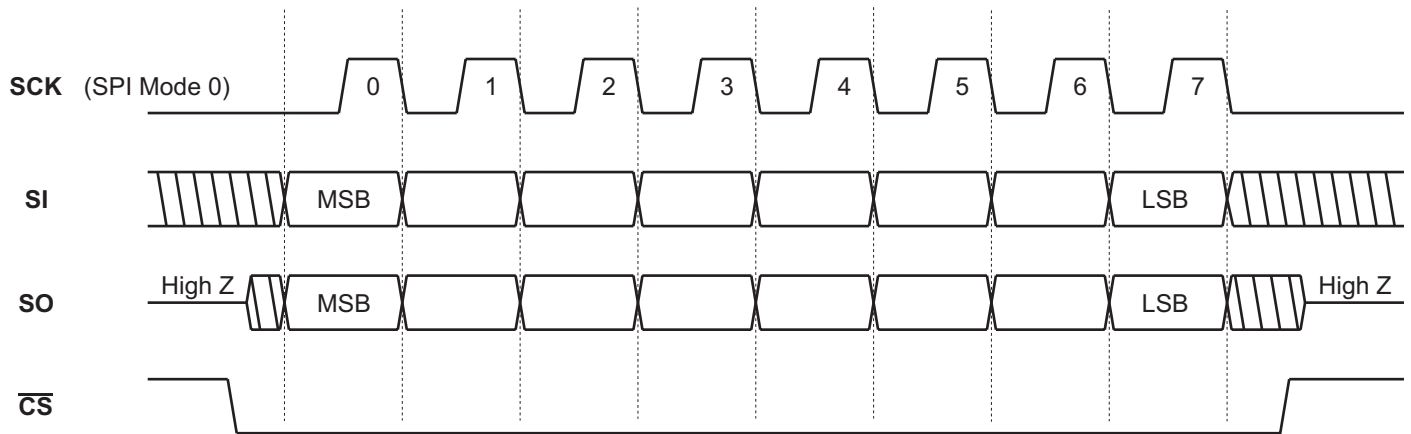 SCK (SPI Mode 0) 0 1 2 3 4 5 6 7
SI MSB LSB
High Z High Z
SO MSB LSB
C̅S̅